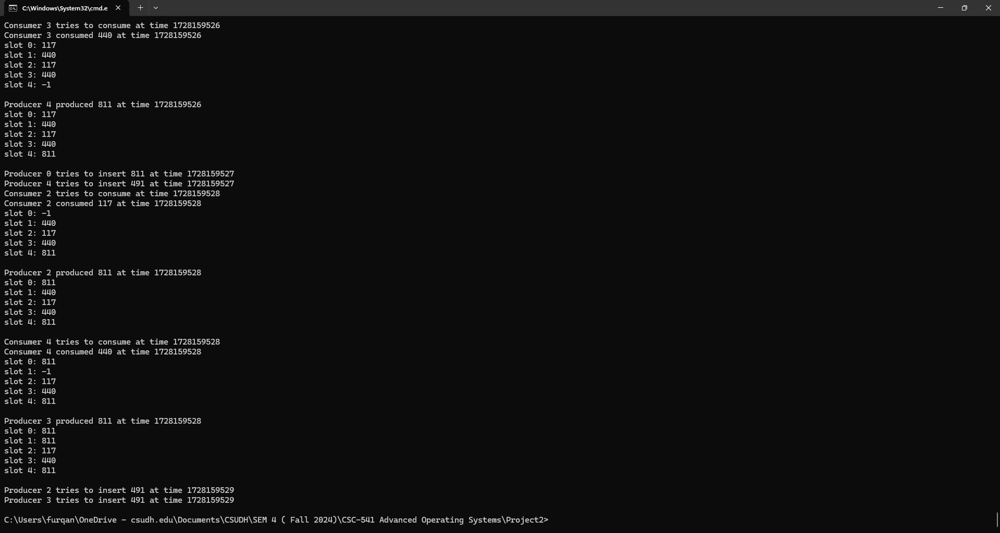 C:\Windows\System32\cmd.e
Consumer 3 tries to consume at time 1728159526
Consumer 3 consumed 440 at time 1728159526
slot 0: 117
slot 1: 440
slot 2: 117
slot 3: 440
slot 4: -1
Producer 4 produced 811 at time 1728159526
slot 0: 117
slot 1: 440
slot 2: 117
slot 3: 440
slot 4: 811
Producer 0 tries to insert 811 at time 1728159527
Producer 4 tries to insert 491 at time 1728159527
Consumer 2 tries to consume at time 1728159528
Consumer 2 consumed 117 at time 1728159528
slot 0: -1
slot 1: 440
slot 2: 117
slot 3: 440
slot 4: 811
Producer 2 produced 811 at time 1728159528
slot 0: 811
slot 1: 440
slot 2: 117
slot 3: 440
slot 4: 811
Consumer 4 tries to consume at time 1728159528
Consumer 4 consumed 440 at time 1728159528
slot 0: 811
slot 1: -1
slot 2: 117
slot 3: 440
slot 4: 811
Producer 3 produced 811 at time 1728159528
slot 0: 811
slot 1: 811
slot 2: 117
slot 3: 440
slot 4: 811
Producer 2 tries to insert 491 at time 1728159529
Producer 3 tries to insert 491 at time 1728159529
C:\Users\furqan\OneDrive - csudh.edu\Documents\CSUDH\SEM 4 ( Fall 2024)\CSC-541 Advanced Operating Systems\Project2>